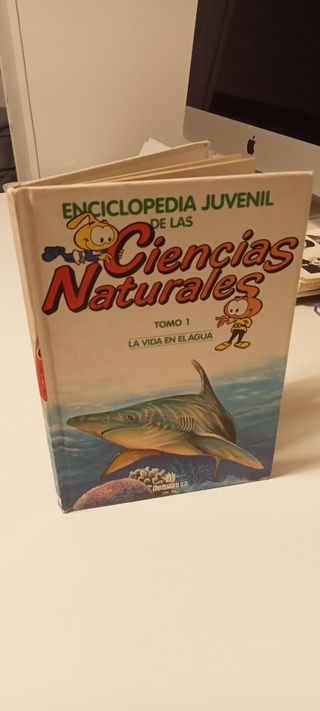 ENCICLOPEDIA JUVENIL
DE LAS
Ciencias
Naturales
TOMO 1
LA VIDA EN EL AGUA